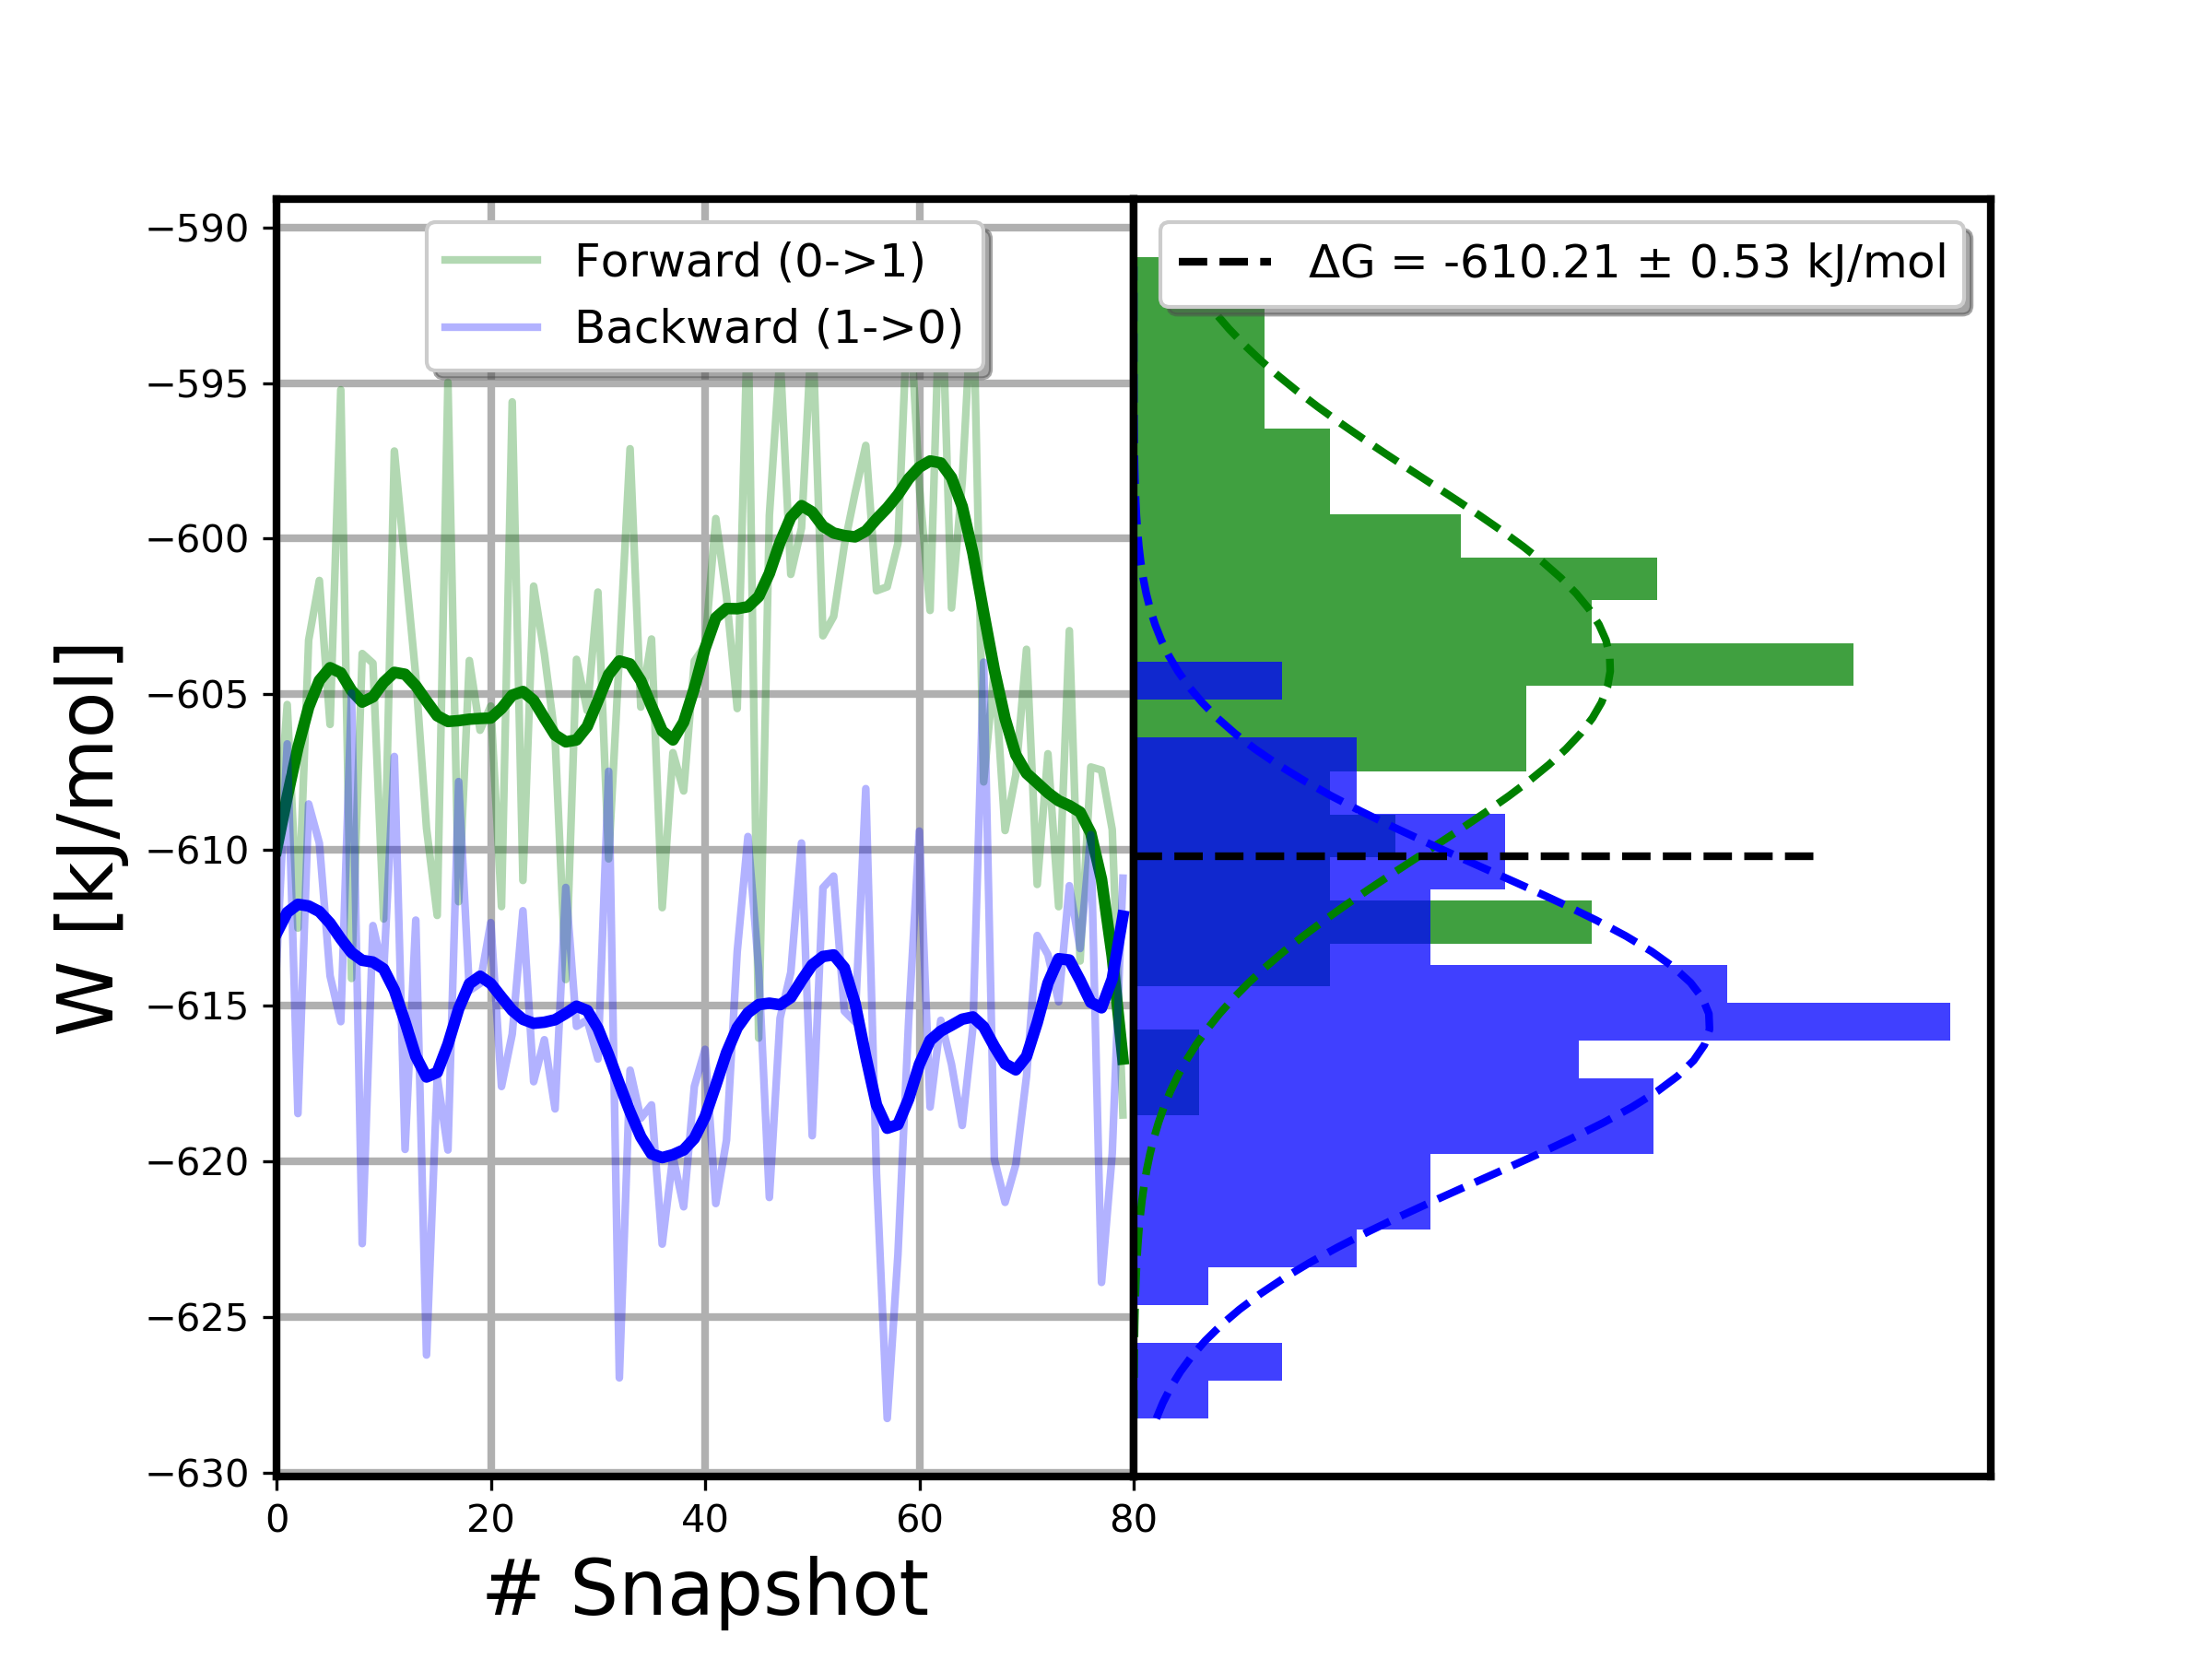 −590
−595
−600
−605
−610
−615
−620
−625
−630
W [kJ/mol]
Forward (0->1)
Backward (1->0)
ΔG = -610.21 ± 0.53 kJ/mol
0 20 40 60 80
# Snapshot